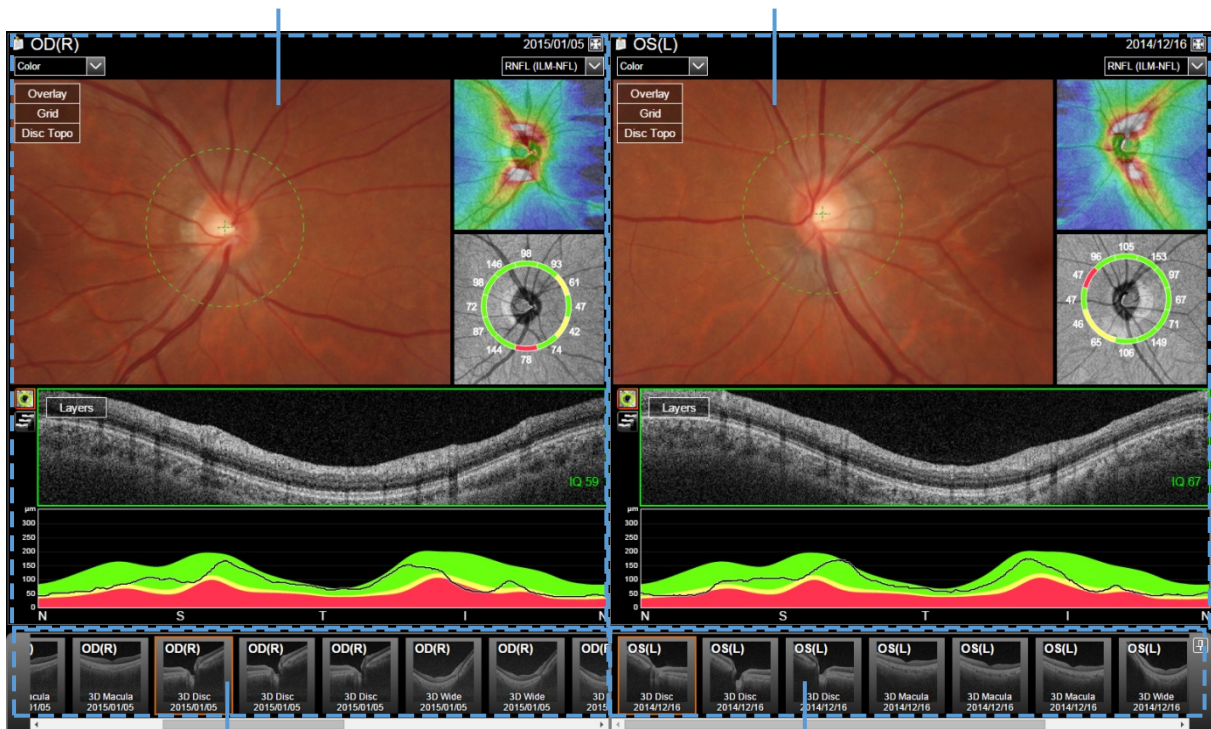 OD(R) 2015/01/05
Color RNFL (ILM-NFL)
Overlay
Grid
Disc Topo
98
146 93
98 61
72 47
87 42
144 74
78
Layers
IQ 59
µm
300
250
200
150
100
50
0
N S T I N
OS(L) 2014/12/16
Color RNFL (ILM-NFL)
Overlay
Grid
Disc Topo
105
96 153
47 97
47 67
46 71
65 149
106
Layers
IQ 67
µm
300
250
200
150
100
50
0
N S T I N
OD(R)
3D Macula
2015/01/05
OD(R)
3D Disc
2015/01/05
OD(R)
3D Disc
2015/01/05
OD(R)
3D Disc
2015/01/05
OD(R)
3D Wide
2015/01/05
OD(R)
3D Wide
2015/01/05
OS(L)
3D Disc
2014/12/16
OS(L)
3D Disc
2014/12/16
OS(L)
3D Disc
2014/12/16
OS(L)
3D Macula
2014/12/16
OS(L)
3D Macula
2014/12/16
OS(L)
3D Macula
2014/12/16
OS(L)
3D Wide
2014/12/16